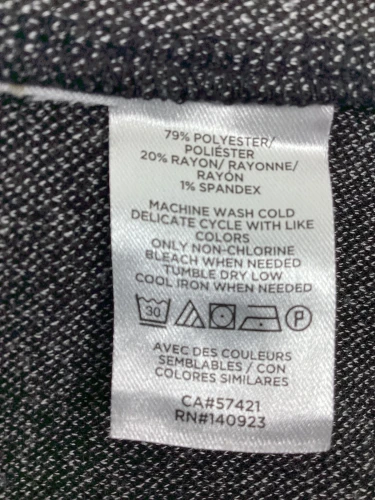 79% POLYESTER/
POLIÉSTER
20% RAYON/ RAYONNE/
RAYÓN
1% SPANDEX
MACHINE WASH COLD
DELICATE CYCLE WITH LIKE
COLORS
ONLY NON-CHLORINE
BLEACH WHEN NEEDED
TUMBLE DRY LOW
COOL IRON WHEN NEEDED
30 P
AVEC DES COULEURS
SEMBLABLES / CON
COLORES SIMILARES
CA#57421
RN#140923